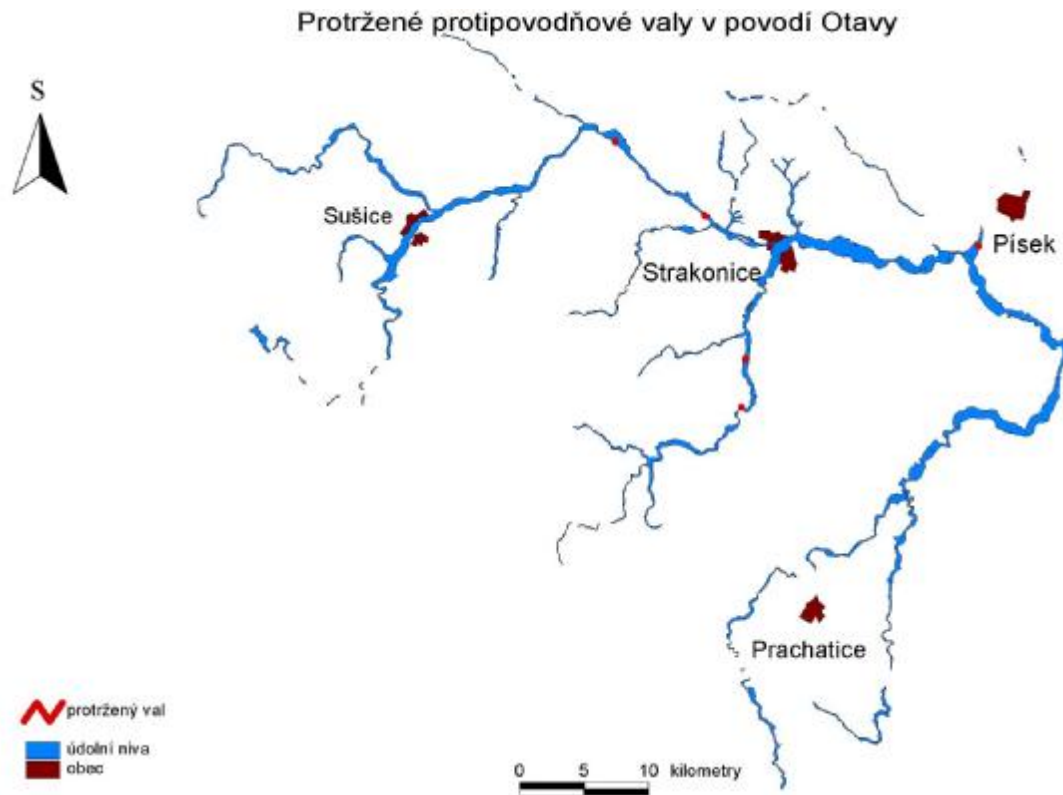 Protržené protipovodňové valy v povodí Otavy
S
Sušice
Strakonice
Písek
Prachatice
protržený val
údolní niva
obec
0 5 10 kilometry